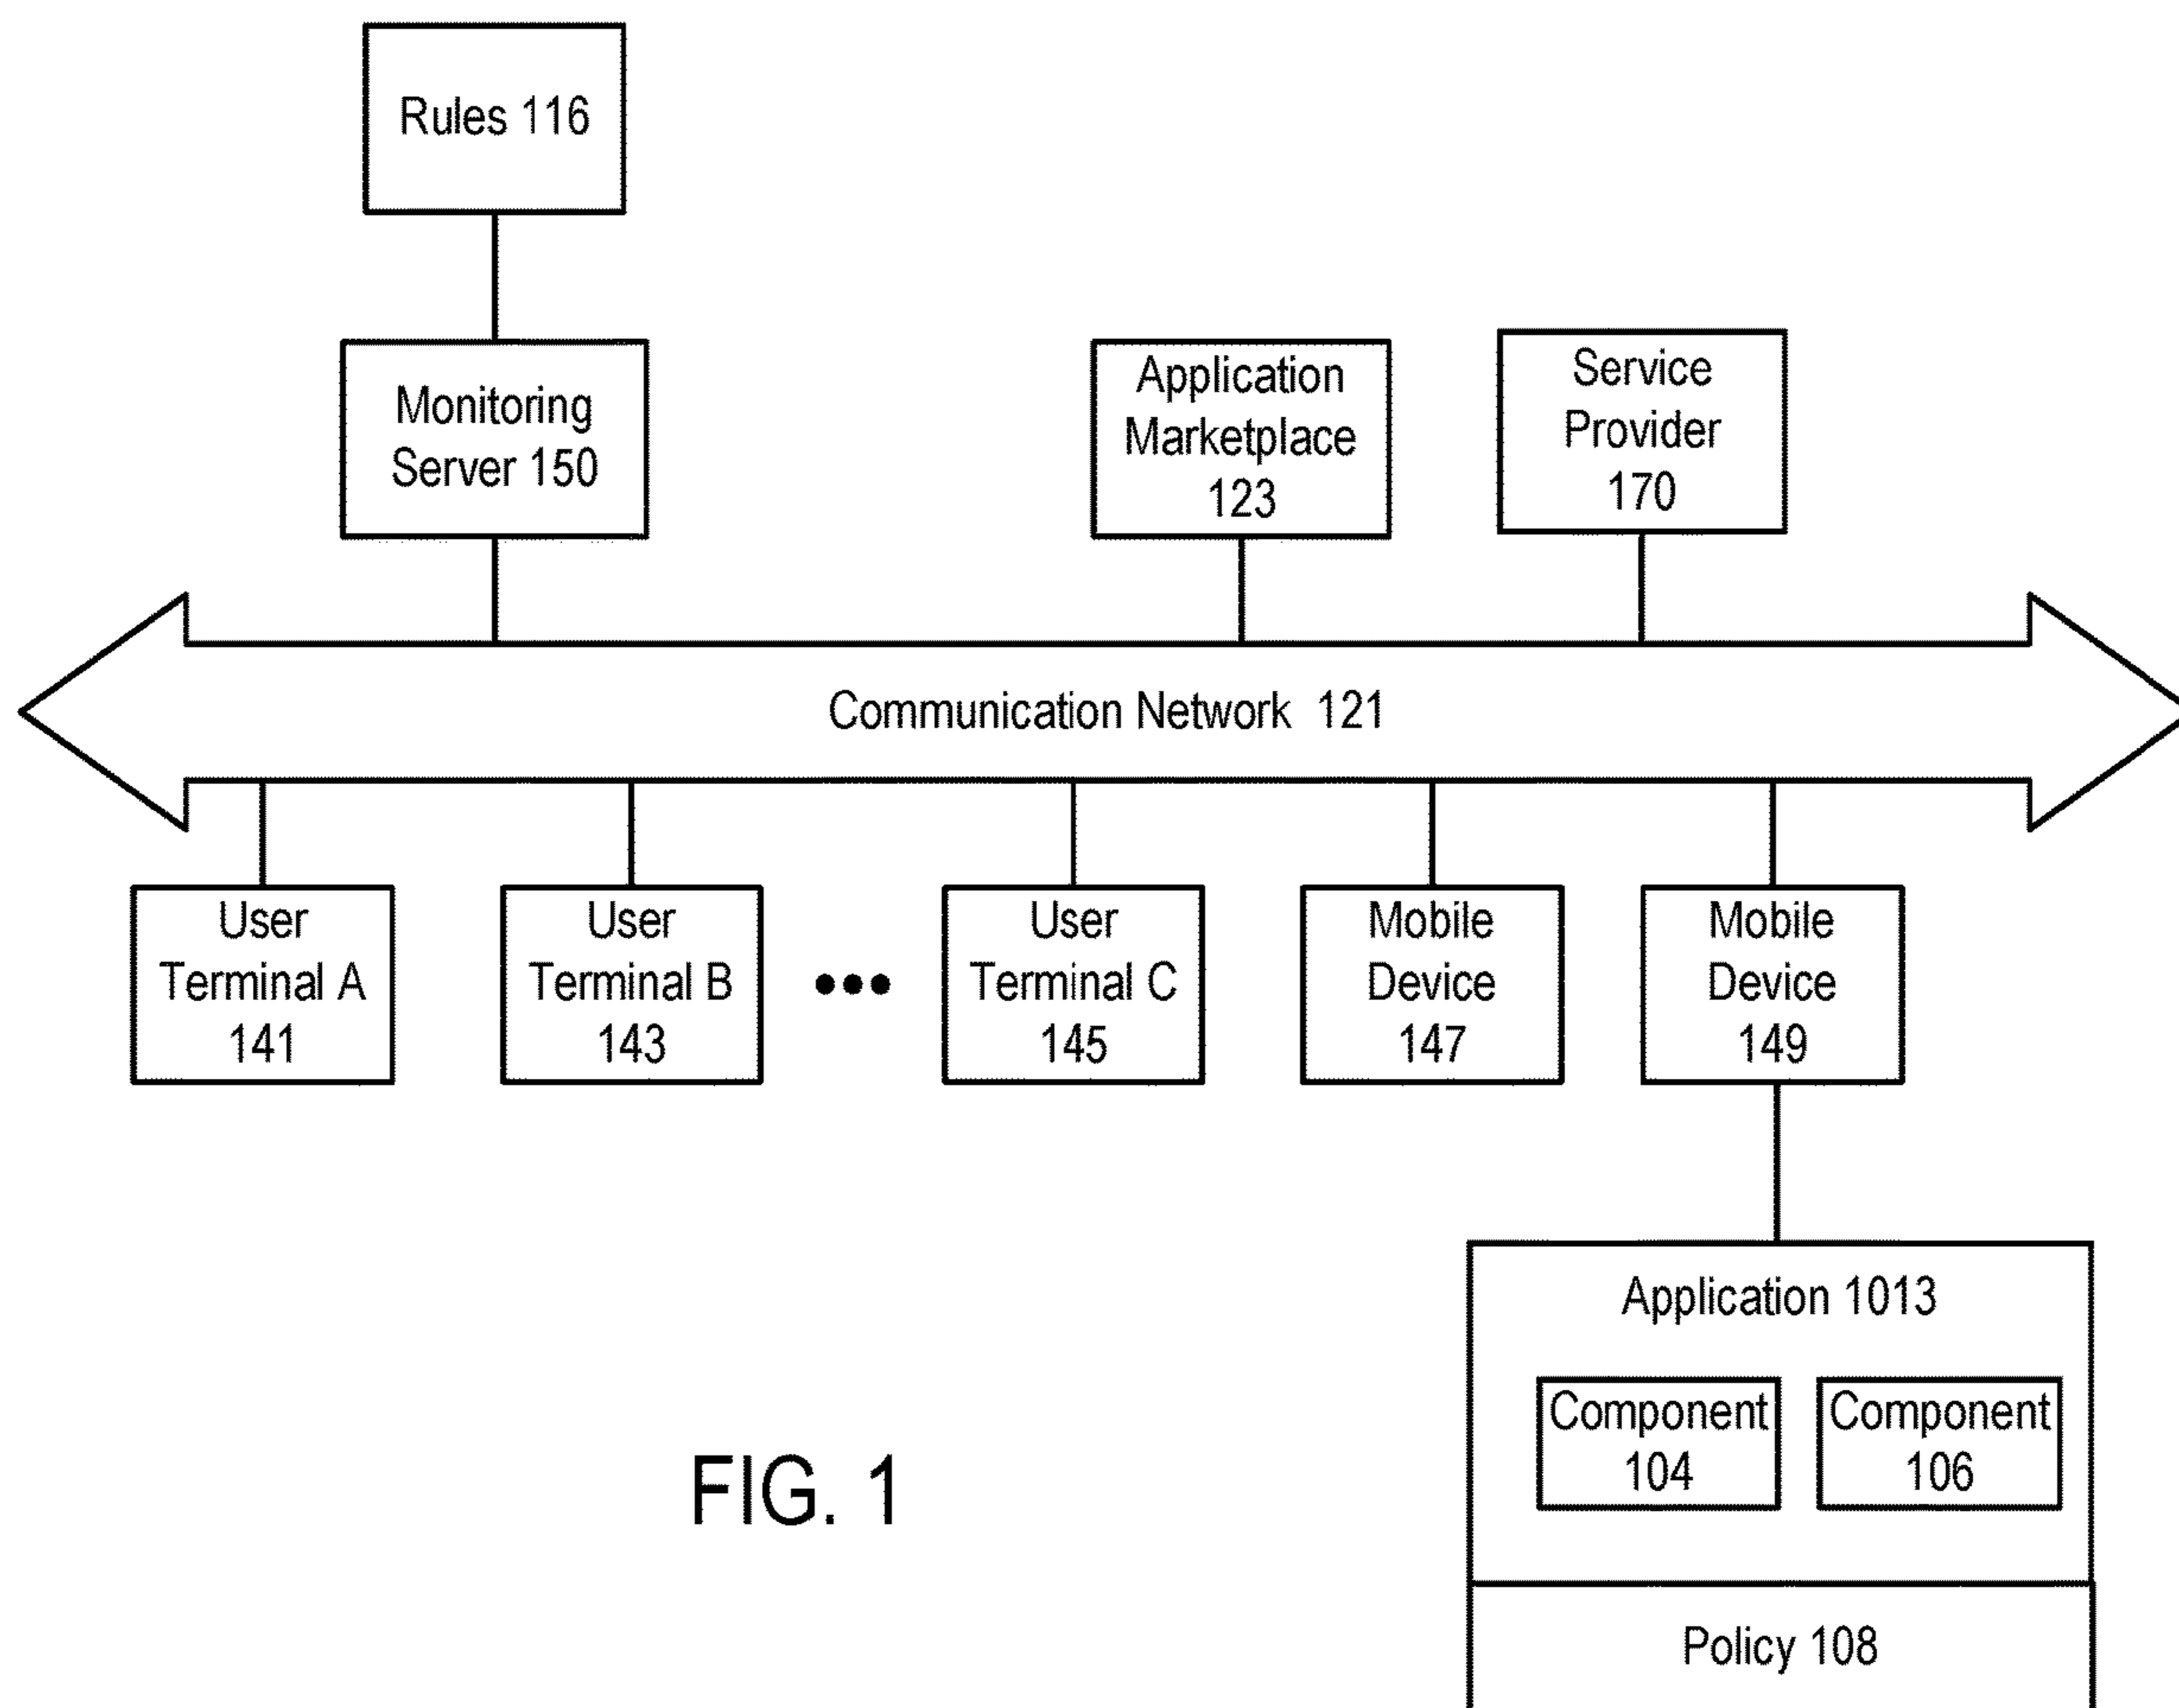 Rules 116
Monitoring
Server 150
Application
Marketplace
123
Service
Provider
170
Communication Network 121
User
Terminal A
141
User
Terminal B
143
•••
User
Terminal C
145
Mobile
Device
147
Mobile
Device
149
Application 1013
Component
104
Component
106
Policy 108
FIG. 1